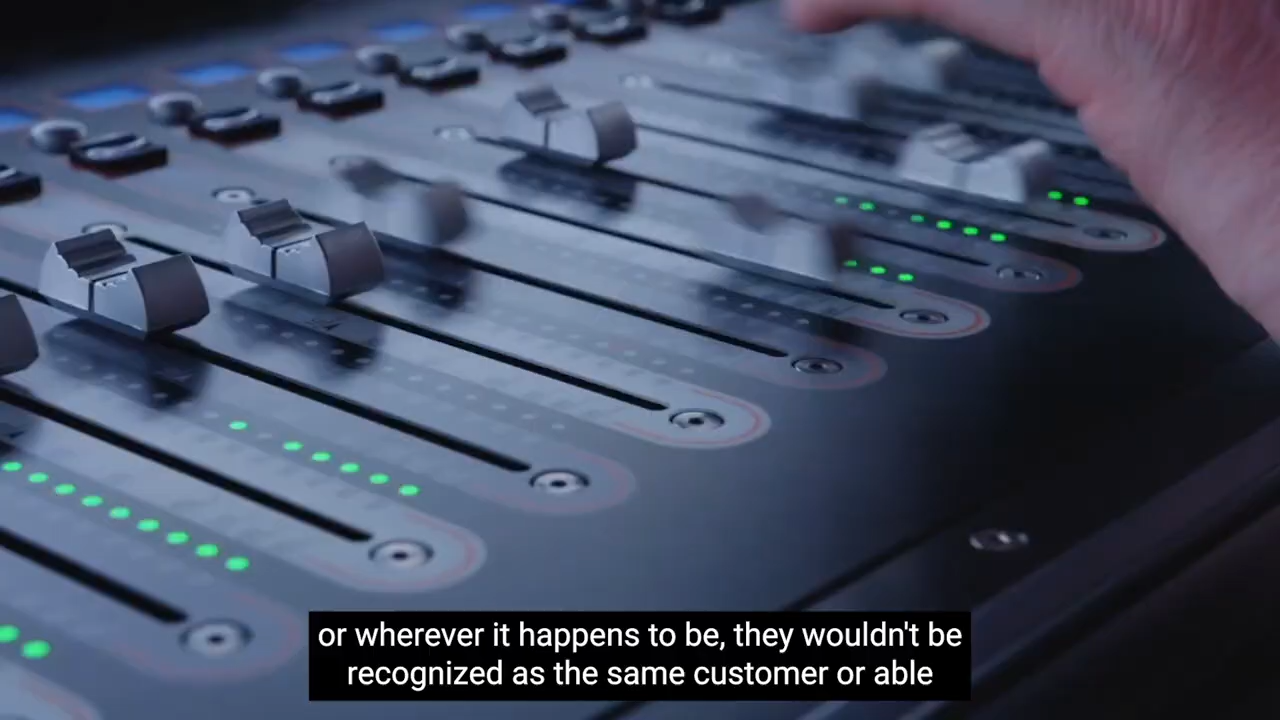 or wherever it happens to be, they wouldn't be
recognized as the same customer or able